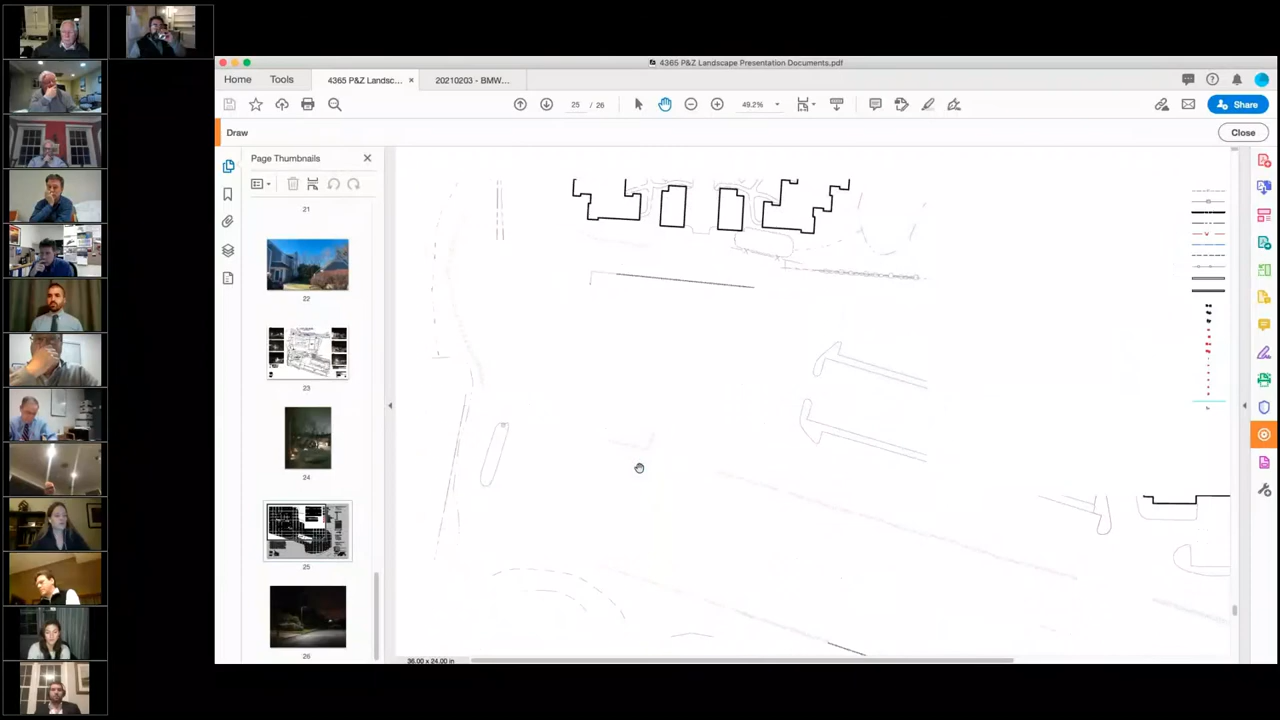 4365 P&Z Landscape Presentation Documents.pdf
Home
Tools
4365 P&Z Landsc...
20210203 - BMW...
25 / 26
49.2%
Share
Draw
Close
Page Thumbnails
21
22
23
24
25
26
36.00 x 24.00 in